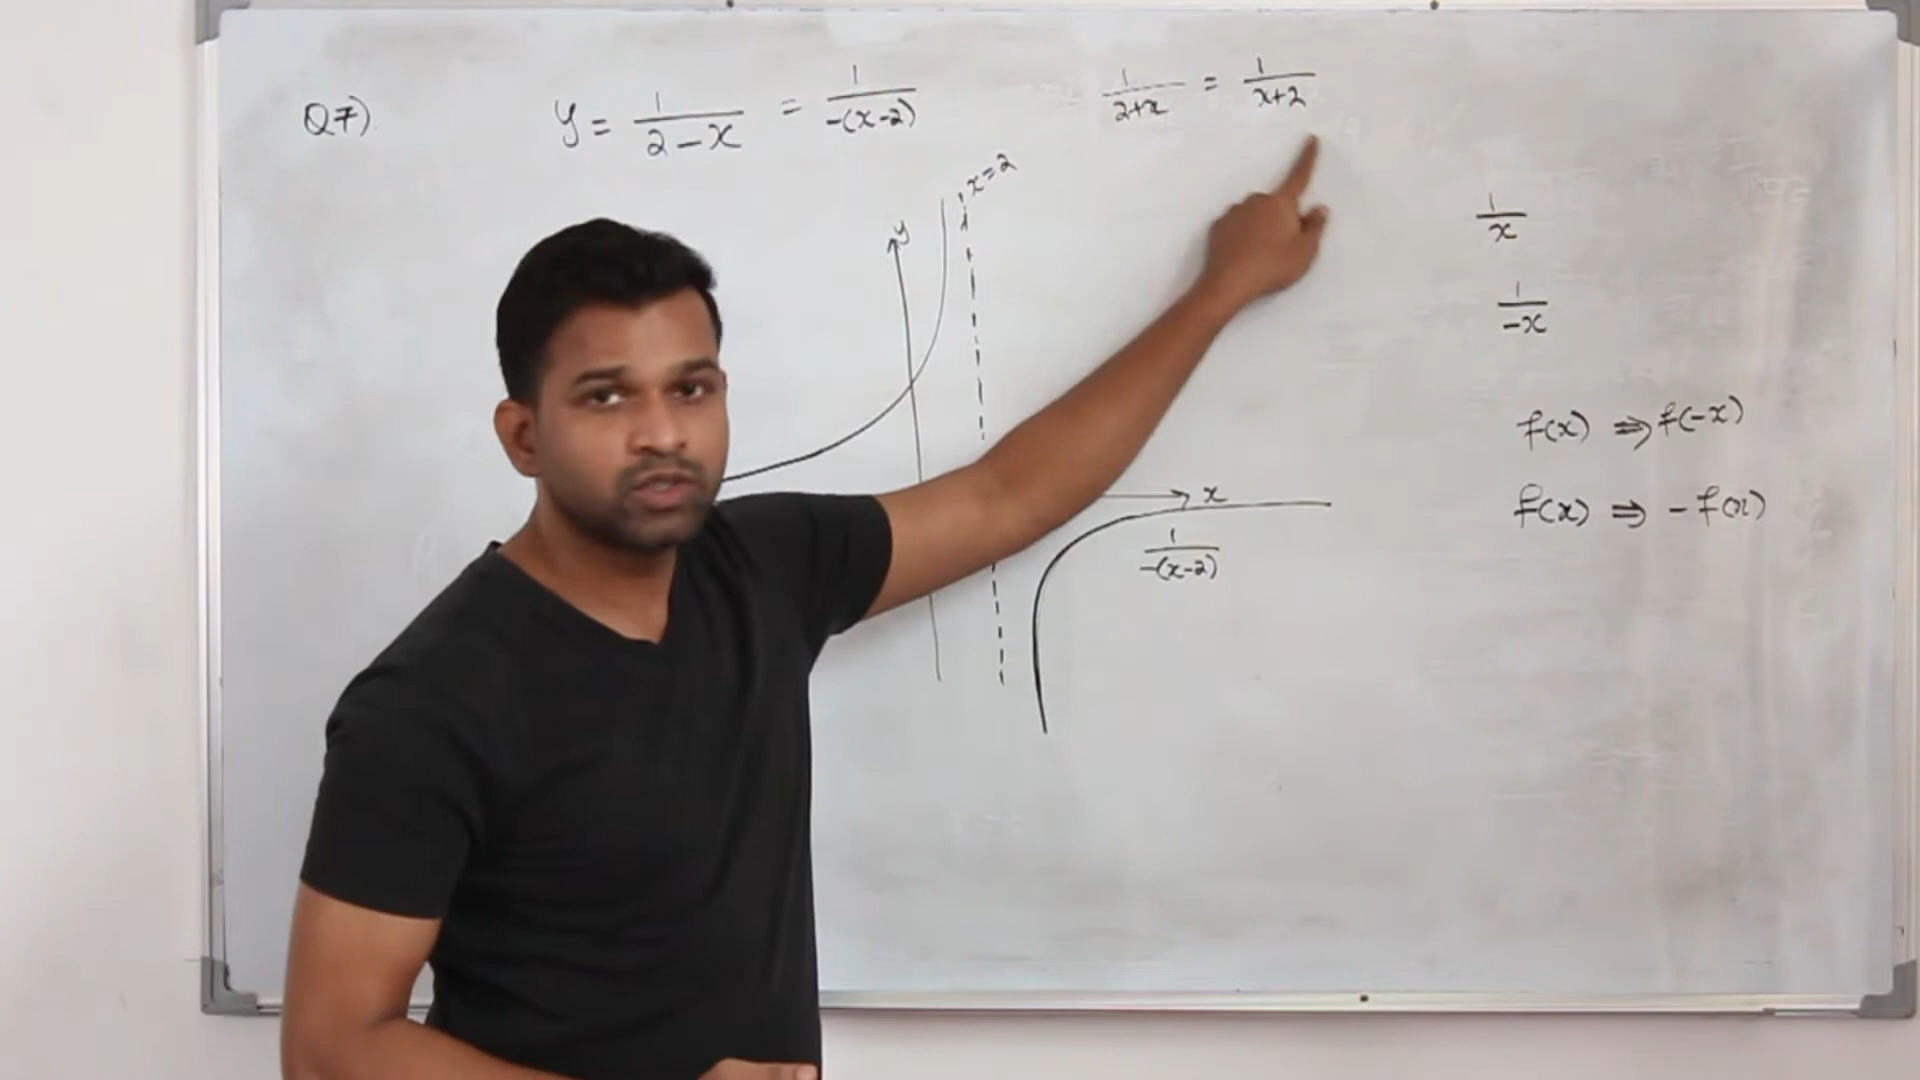 Q7) y = 1/(2-x) = 1/(-(x-2))
1/(2+x) = 1/(x+2)
x=2
y
1/x
1/(-x)
f(x) ⇒ f(-x)
x
f(x) ⇒ -f(x)
1/(-(x-2))